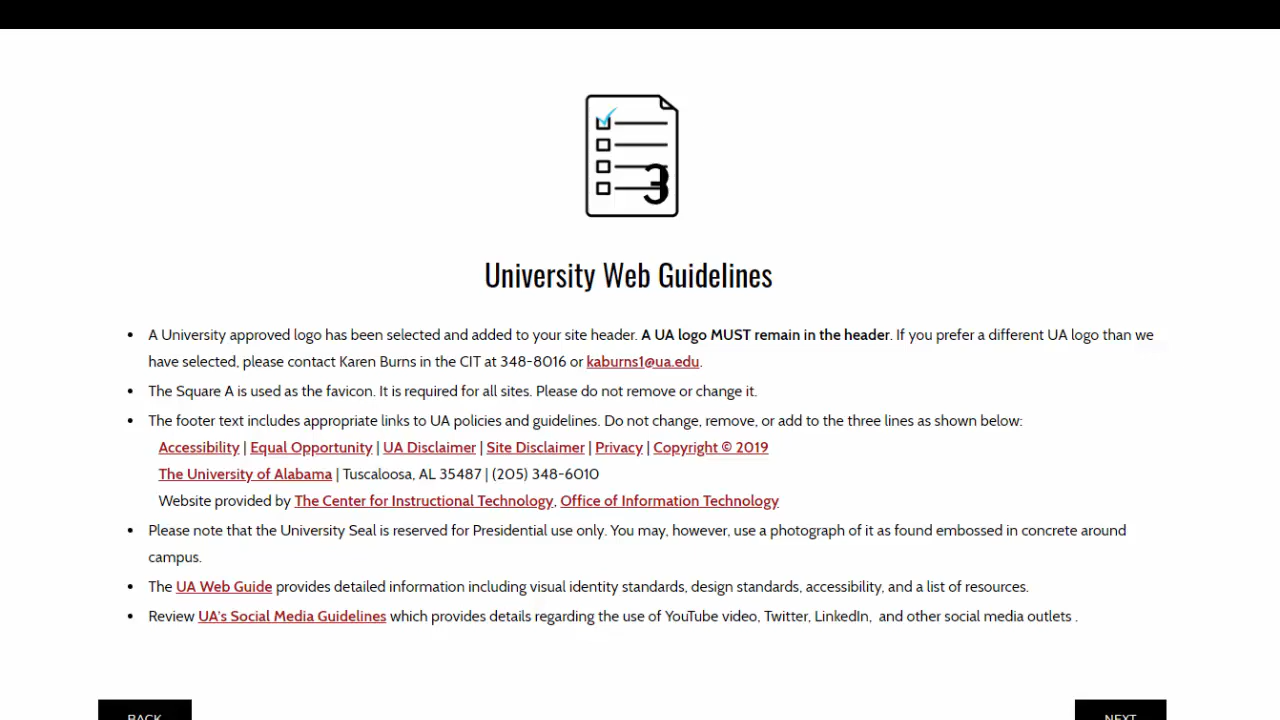 3
University Web Guidelines
• A University approved logo has been selected and added to your site header. A UA logo MUST remain in the header. If you prefer a different UA logo than we
have selected, please contact Karen Burns in the CIT at 348-8016 or kaburns1@ua.edu.
• The Square A is used as the favicon. It is required for all sites. Please do not remove or change it.
• The footer text includes appropriate links to UA policies and guidelines. Do not change, remove, or add to the three lines as shown below:
Accessibility | Equal Opportunity | UA Disclaimer | Site Disclaimer | Privacy | Copyright © 2019
The University of Alabama | Tuscaloosa, AL 35487 | (205) 348-6010
Website provided by The Center for Instructional Technology, Office of Information Technology
• Please note that the University Seal is reserved for Presidential use only. You may, however, use a photograph of it as found embossed in concrete around
campus.
• The UA Web Guide provides detailed information including visual identity standards, design standards, accessibility, and a list of resources.
• Review UA's Social Media Guidelines which provides details regarding the use of YouTube video, Twitter, LinkedIn, and other social media outlets .
BACK
NEXT